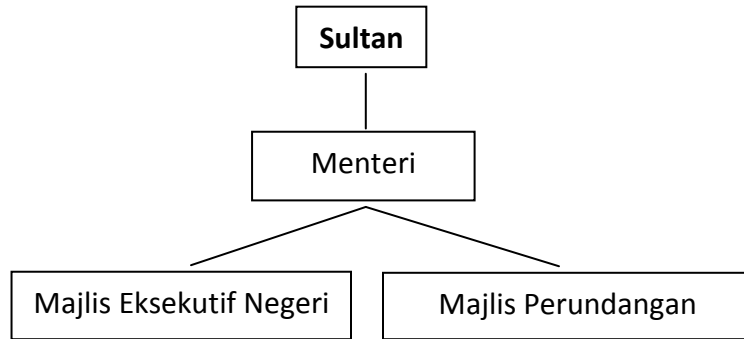 Sultan
Menteri
Majlis Eksekutif Negeri
Majlis Perundangan